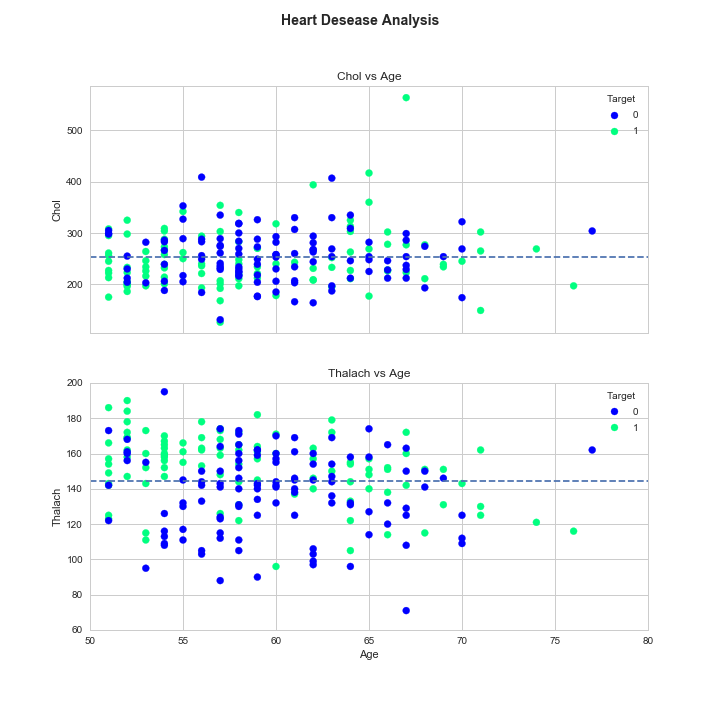 Heart Desease Analysis
Chol vs Age
Target
0
1
500
400
300
200
Chol
Thalach vs Age
Target
0
1
200
180
160
140
120
100
80
60
Thalach
50 55 60 65 70 75 80
Age